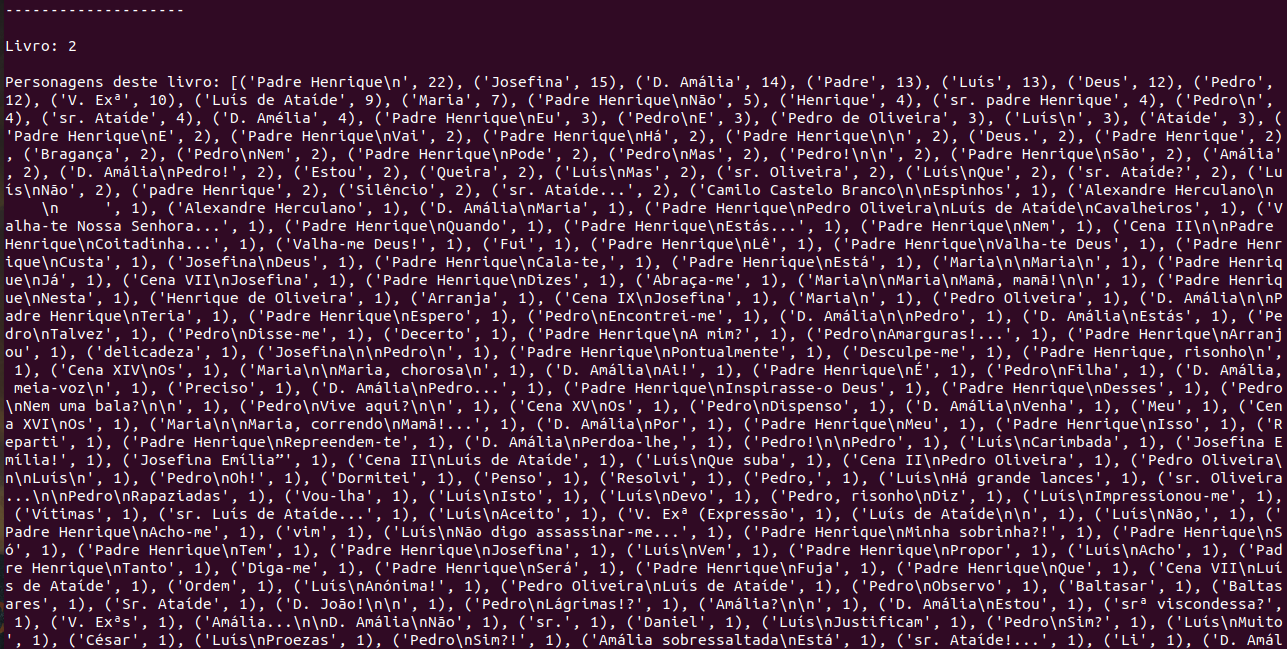 --------------------
Livro: 2
Personagens deste livro: [('Padre Henrique\n', 22), ('Josefina', 15), ('D. Amália', 14), ('Padre', 13), ('Luís', 13), ('Deus', 12), ('Pedro',
12), ('V. Exª', 10), ('Luís de Ataíde', 9), ('Maria', 7), ('Padre Henrique\nNão', 5), ('Henrique', 4), ('sr. padre Henrique', 4), ('Pedro\n',
4), ('sr. Ataíde', 4), ('D. Amélia', 4), ('Padre Henrique\nEu', 3), ('Pedro\nE', 3), ('Pedro de Oliveira', 3), ('Luís\n', 3), ('Ataíde', 3), (
'Padre Henrique\nE', 2), ('Padre Henrique\nVai', 2), ('Padre Henrique\nHá', 2), ('Padre Henrique\n\n', 2), ('Deus.', 2), ('Padre Henrique', 2)
, ('Bragança', 2), ('Pedro\nNem', 2), ('Padre Henrique\nPode', 2), ('Pedro\nMas', 2), ('Pedro!\n\n', 2), ('Padre Henrique\nSão', 2), ('Amália'
, 2), ('D. Amália\nPedro!', 2), ('Estou', 2), ('Queira', 2), ('Luís\nMas', 2), ('sr. Oliveira', 2), ('Luís\nQue', 2), ('sr. Ataíde?', 2), ('Lu
ís\nNão', 2), ('padre Henrique', 2), ('Silêncio', 2), ('sr. Ataíde...', 2), ('Camilo Castelo Branco\n\nEspinhos', 1), ('Alexandre Herculano\n
    \n     ', 1), ('Alexandre Herculano', 1), ('D. Amália\nMaria', 1), ('Padre Henrique\nPedro Oliveira\nLuís de Ataíde\nCavalheiros', 1), ('V
alha-te Nossa Senhora...', 1), ('Padre Henrique\nQuando', 1), ('Padre Henrique\nEstás...', 1), ('Padre Henrique\nNem', 1), ('Cena II\n\nPadre
Henrique\nCoitadinha...', 1), ('Valha-me Deus!', 1), ('Fui', 1), ('Padre Henrique\nLê', 1), ('Padre Henrique\nValha-te Deus', 1), ('Padre Henr
ique\nCusta', 1), ('Josefina\nDeus', 1), ('Padre Henrique\nCala-te,', 1), ('Padre Henrique\nEstá', 1), ('Maria\n\nMaria\n', 1), ('Padre Henriq
ue\nJá', 1), ('Cena VII\nJosefina', 1), ('Padre Henrique\nDizes', 1), ('Abraça-me', 1), ('Maria\n\nMaria\nMamã, mamã!\n\n', 1), ('Padre Henriq
ue\nNesta', 1), ('Henrique de Oliveira', 1), ('Arranja', 1), ('Cena IX\nJosefina', 1), ('Maria\n', 1), ('Pedro Oliveira', 1), ('D. Amália\n\nP
adre Henrique\nTeria', 1), ('Padre Henrique\nEspero', 1), ('Pedro\nEncontrei-me', 1), ('D. Amália\n\nPedro', 1), ('D. Amália\nEstás', 1), ('Pe
dro\nTalvez', 1), ('Pedro\nDisse-me', 1), ('Decerto', 1), ('Padre Henrique\nA mim?', 1), ('Pedro\nAmarguras!...', 1), ('Padre Henrique\nArranj
ou', 1), ('delicadeza', 1), ('Josefina\n\nPedro\n', 1), ('Padre Henrique\nPontualmente', 1), ('Desculpe-me', 1), ('Padre Henrique, risonho\n',
 1), ('Cena XIV\nOs', 1), ('Maria\n\nMaria, chorosa\n', 1), ('D. Amália\nAi!', 1), ('Padre Henrique\nÉ', 1), ('Pedro\nFilha', 1), ('D. Amália,
 meia-voz\n', 1), ('Preciso', 1), ('D. Amália\nPedro...', 1), ('Padre Henrique\nInspirasse-o Deus', 1), ('Padre Henrique\nDesses', 1), ('Pedro
\nNem uma bala?\n\n', 1), ('Pedro\nVive aqui?\n\n', 1), ('Cena XV\nOs', 1), ('Pedro\nDispenso', 1), ('D. Amália\nVenha', 1), ('Meu', 1), ('Cen
a XVI\nOs', 1), ('Maria\n\nMaria, correndo\nMamã!...', 1), ('D. Amália\nPor', 1), ('Padre Henrique\nMeu', 1), ('Padre Henrique\nIsso', 1), ('R
eparti', 1), ('Padre Henrique\nRepreendem-te', 1), ('D. Amália\nPerdoa-lhe,', 1), ('Pedro!\n\nPedro', 1), ('Luís\nCarimbada', 1), ('Josefina E
mília!', 1), ('Josefina Emília”', 1), ('Cena II\nLuís de Ataíde', 1), ('Luís\nQue suba', 1), ('Cena II\nPedro Oliveira', 1), ('Pedro Oliveira\
n\nLuís\n', 1), ('Pedro\nOh!', 1), ('Dormitei', 1), ('Penso', 1), ('Resolvi', 1), ('Pedro,', 1), ('Luís\nHá grande lances', 1), ('sr. Oliveira
...\n\nPedro\nRapaziadas', 1), ('Vou-lha', 1), ('Luís\nIsto', 1), ('Luís\nDevo', 1), ('Pedro, risonho\nDiz', 1), ('Luís\nImpressionou-me', 1),
 ('Vítimas', 1), ('sr. Luís de Ataíde...', 1), ('Luís\nAceito', 1), ('V. Exª (Expressão', 1), ('Luís de Ataíde\n\n', 1), ('Luís\nNão,', 1), ('
Padre Henrique\nAcho-me', 1), ('vim', 1), ('Luís\nNão digo assassinar-me...', 1), ('Padre Henrique\nMinha sobrinha?!', 1), ('Padre Henrique\nS
ó', 1), ('Padre Henrique\nTem', 1), ('Padre Henrique\nJosefina', 1), ('Luís\nVem', 1), ('Padre Henrique\nPropor', 1), ('Luís\nAcho', 1), ('Pad
re Henrique\nTanto', 1), ('Diga-me', 1), ('Padre Henrique\nSerá', 1), ('Padre Henrique\nFuja', 1), ('Padre Henrique\nQue', 1), ('Cena VII\nLuí
s de Ataíde', 1), ('Ordem', 1), ('Luís\nAnónima!', 1), ('Pedro Oliveira\nLuís de Ataíde', 1), ('Pedro\nObservo', 1), ('Baltasar', 1), ('Baltas
ares', 1), ('Sr. Ataíde', 1), ('D. João!\n\n', 1), ('Pedro\nLágrimas!?', 1), ('Amália?\n\n', 1), ('D. Amália\nEstou', 1), ('srª viscondessa?',
 1), ('V. Exªs', 1), ('Amália...\n\nD. Amália\nNão', 1), ('sr.', 1), ('Daniel', 1), ('Luís\nJustificam', 1), ('Pedro\nSim?', 1), ('Luís\nMuito
', 1), ('César', 1), ('Luís\nProezas', 1), ('Pedro\nSim?!', 1), ('Amália sobressaltada\nEstá', 1), ('sr. Ataíde!...', 1), ('Li', 1), ('D. Amál